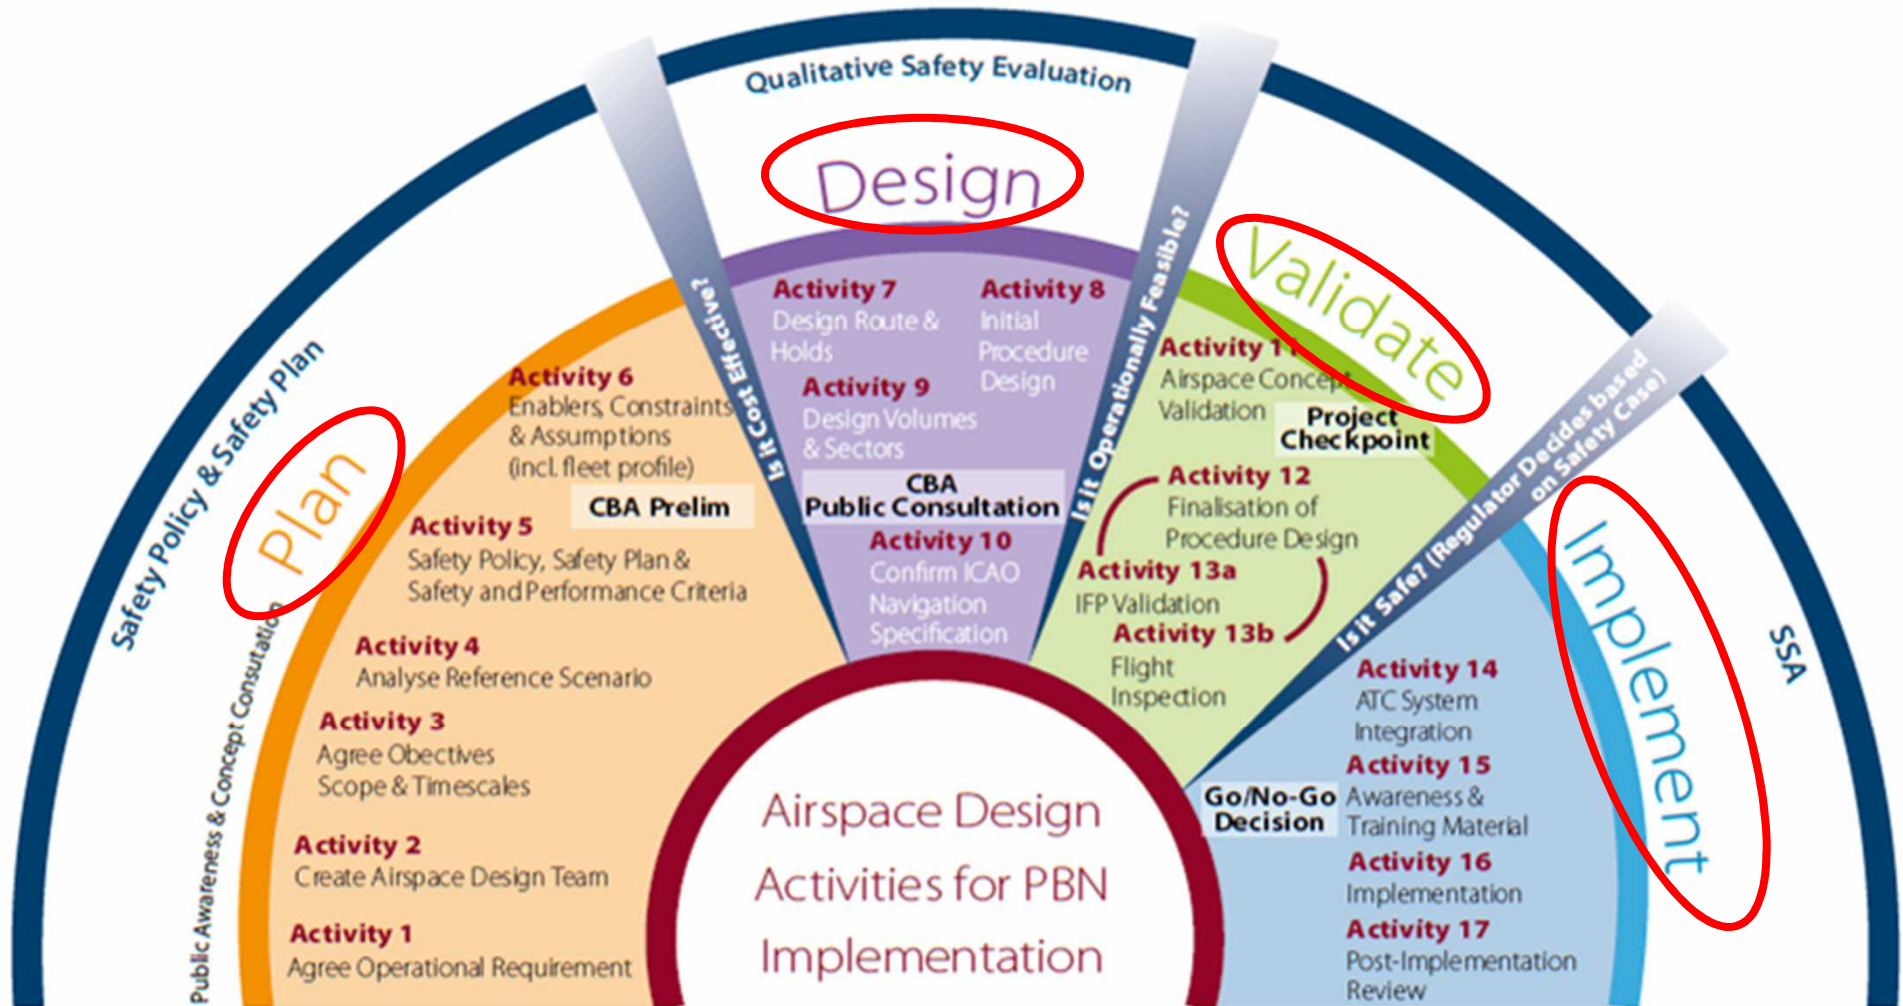 Qualitative Safety Evaluation
Safety Policy & Safety Plan
Public Awareness & Concept Consutation
SSA
Plan
Design
Validate
Implement
Activity 6
Enablers, Constraints
& Assumptions
(incl. fleet profile)
CBA Prelim
Activity 5
Safety Policy, Safety Plan &
Safety and Performance Criteria
Activity 4
Analyse Reference Scenario
Activity 3
Agree Obectives
Scope & Timescales
Activity 2
Create Airspace Design Team
Activity 1
Agree Operational Requirement
Is it Cost Effective?
Activity 7
Design Route &
Holds
Activity 8
Initial
Procedure
Design
Activity 9
Design Volumes
& Sectors
CBA
Public Consultation
Activity 10
Confirm ICAO
Navigation
Specification
Is it Operationally Feasible?
Activity 11
Airspace Concept
Validation
Project
Checkpoint
Activity 12
Finalisation of
Procedure Design
Activity 13a
IFP Validation
Activity 13b
Flight
Inspection
Is it Safe? (Regulator Decides based
on Safety Case)
Activity 14
ATC System
Integration
Activity 15
Awareness &
Training Material
Go/No-Go
Decision
Activity 16
Implementation
Activity 17
Post-Implementation
Review
Airspace Design
Activities for PBN
Implementation